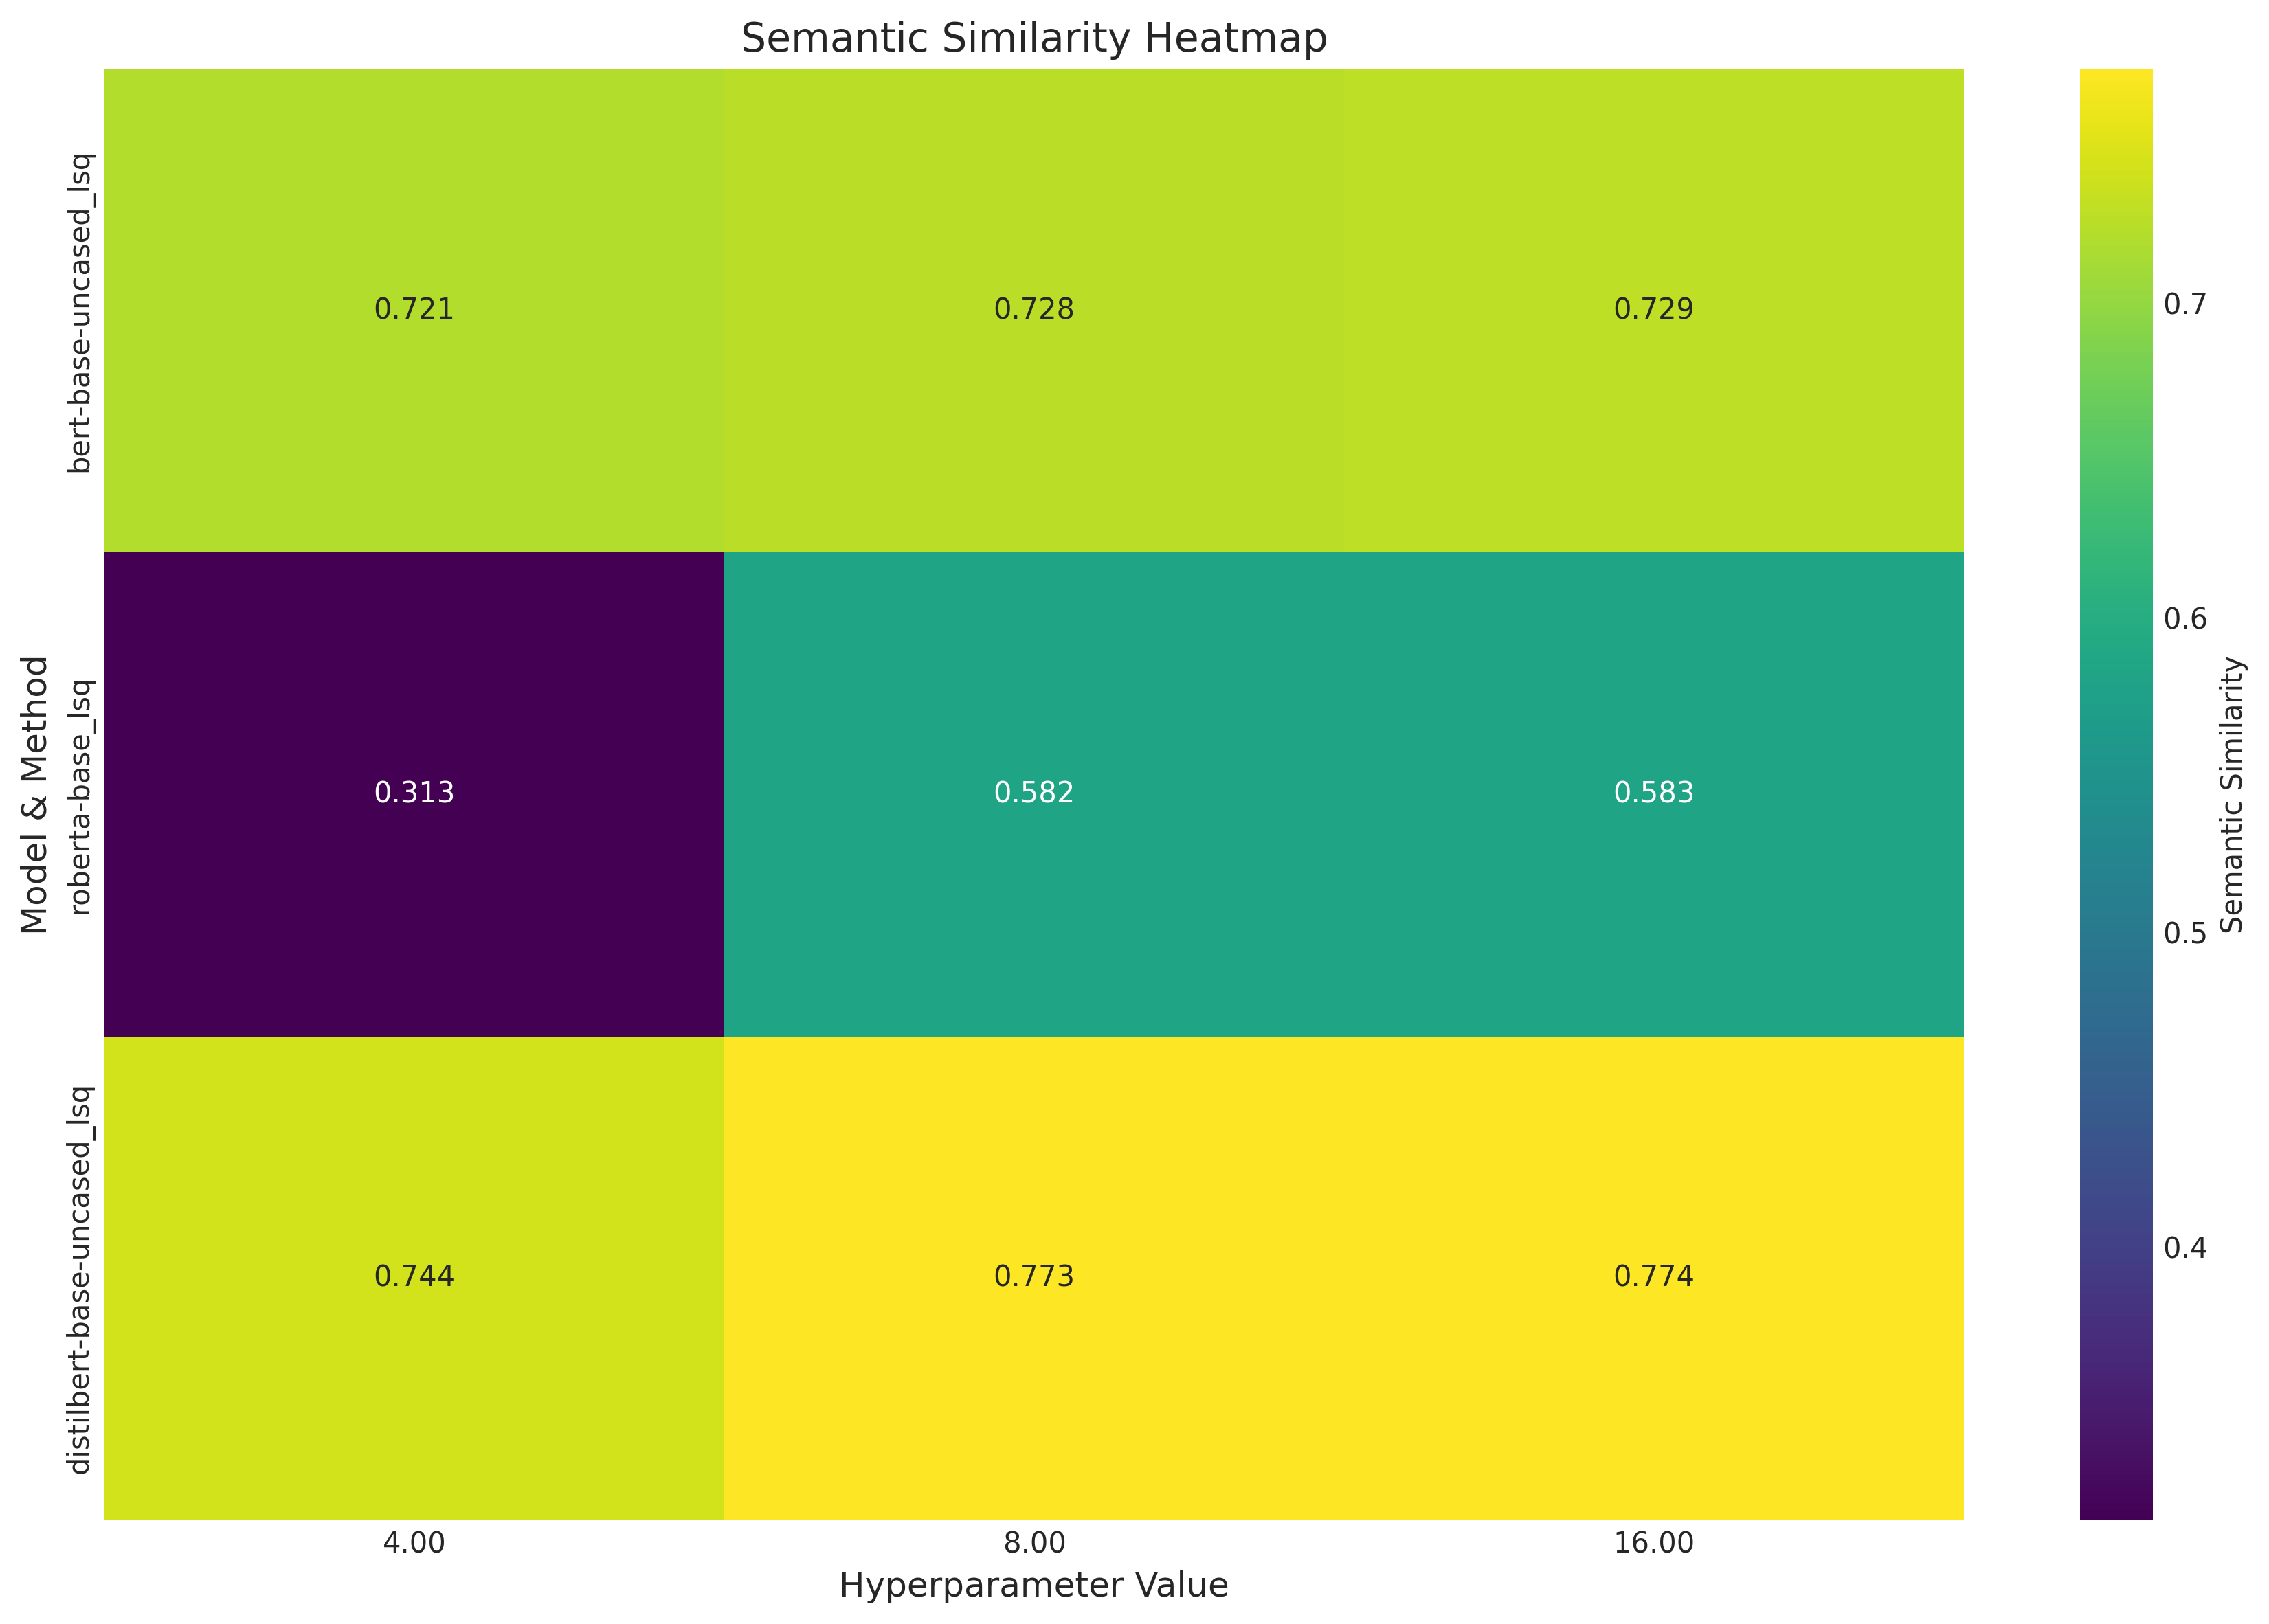 Semantic Similarity Heatmap
Model & Method
bert-base-uncased_lsq
0.721 0.728 0.729
roberta-base_lsq
0.313 0.582 0.583
distilbert-base-uncased_lsq
0.744 0.773 0.774
4.00 8.00 16.00
Hyperparameter Value
0.7
0.6
0.5
0.4
Semantic Similarity